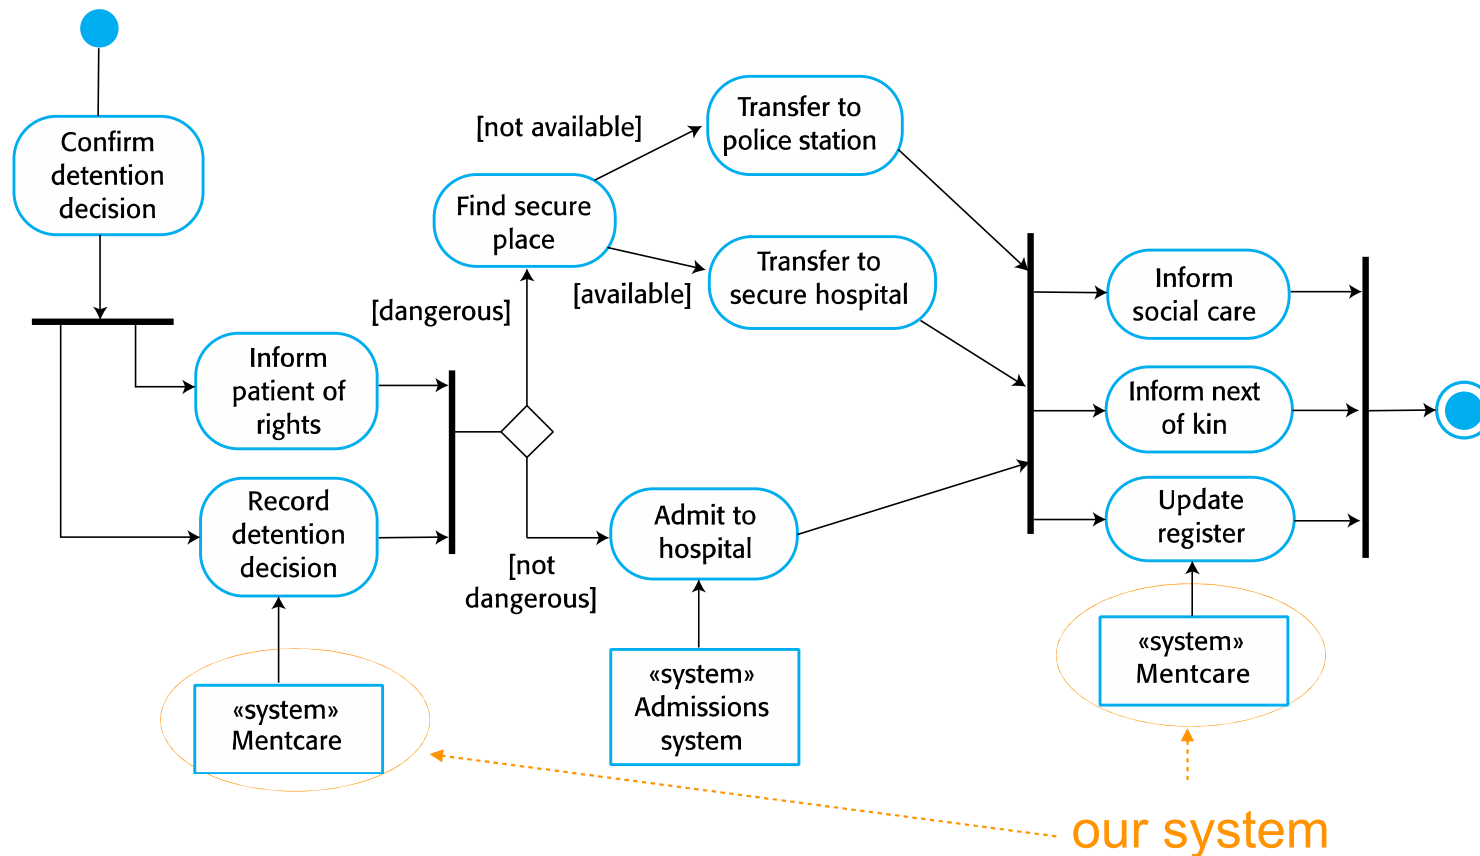 Confirm
detention
decision
Inform
patient of
rights
Record
detention
decision
«system»
Mentcare
[dangerous]
[not
dangerous]
Find secure
place
[not available]
[available]
Transfer to
police station
Transfer to
secure hospital
Admit to
hospital
«system»
Admissions
system
Inform
social care
Inform next
of kin
Update
register
«system»
Mentcare
our system